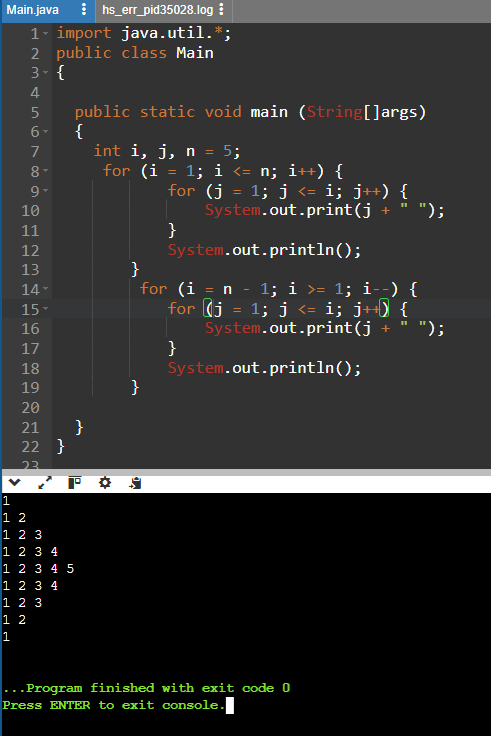 Main.java hs_err_pid35028.log
1 import java.util.*;
2 public class Main
3 {
4
5 public static void main (String[]args)
6 {
7 int i, j, n = 5;
8 for (i = 1; i <= n; i++) {
9 for (j = 1; j <= i; j++) {
10 System.out.print(j + " ");
11 }
12 System.out.println();
13 }
14 for (i = n - 1; i >= 1; i--) {
15 for (j = 1; j <= i; j++) {
16 System.out.print(j + " ");
17 }
18 System.out.println();
19 }
20
21 }
22 }
23
1
1 2
1 2 3
1 2 3 4
1 2 3 4 5
1 2 3 4
1 2 3
1 2
1
...Program finished with exit code 0
Press ENTER to exit console.